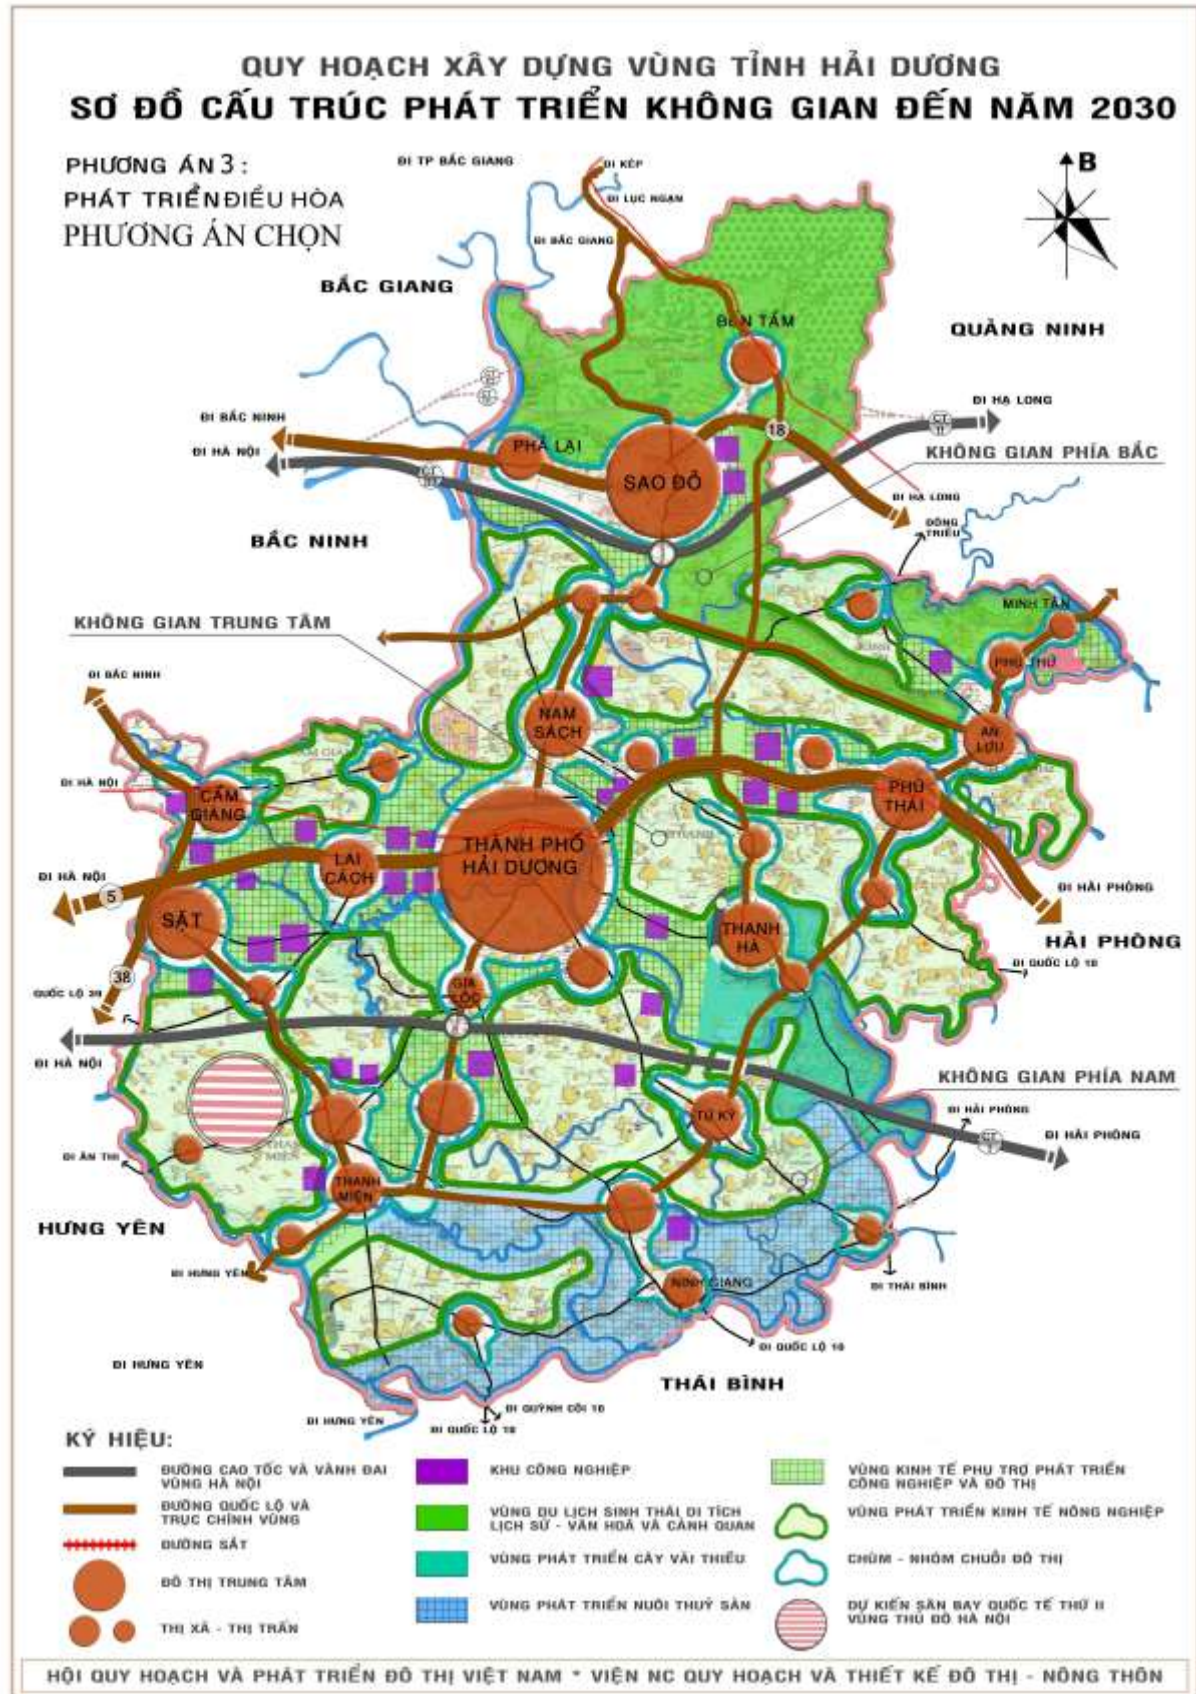 QUY HOẠCH XÂY DỰNG VÙNG TỈNH HẢI DƯƠNG
SƠ ĐỒ CẤU TRÚC PHÁT TRIỂN KHÔNG GIAN ĐẾN NĂM 2030
PHƯƠNG ÁN 3 :
PHÁT TRIỂN ĐIỀU HÒA
PHƯƠNG ÁN CHỌN
ĐI TP BẮC GIANG
ĐI KÉP
ĐI LỤC NGẠN
ĐI BẮC GIANG
B
BẮC GIANG
QUẢNG NINH
BẾN TẮM
ĐI BẮC NINH
ĐI HÀ NỘI
ĐI HẠ LONG
CT
11
18
PHẢ LẠI
SAO ĐỎ
KHÔNG GIAN PHÍA BẮC
ĐI HẠ LONG
ĐÔNG
TRIỀU
BẮC NINH
MINH TÂN
KHÔNG GIAN TRUNG TÂM
PHÚ THỨ
ĐI BẮC NINH
NAM
SÁCH
AN
LƯU
ĐI HÀ NỘI
CẨM
GIANG
PHÚ
THÁI
THÀNH PHỐ
HẢI DƯƠNG
LAI
CÁCH
ĐI HÀ NỘI
5
ĐI HẢI PHÒNG
SẶT
THANH
HÀ
HẢI PHÒNG
38
ĐI QUỐC LỘ 10
QUỐC LỘ 39
GIA
LỘC
ĐI HÀ NỘI
KHÔNG GIAN PHÍA NAM
TỨ KỲ
ĐI HẢI PHÒNG
ĐI HẢI PHÒNG
ĐI ÂN THI
THANH
MIỆN
HƯNG YÊN
ĐI HƯNG YÊN
NINH GIANG
ĐI THÁI BÌNH
ĐI QUỐC LỘ 10
ĐI HƯNG YÊN
THÁI BÌNH
ĐI QUỲNH CÔI 10
ĐI HƯNG YÊN
ĐI QUỐC LỘ 10
KÝ HIỆU:
ĐƯỜNG CAO TỐC VÀ VÀNH ĐAI
VÙNG HÀ NỘI
ĐƯỜNG QUỐC LỘ VÀ
TRỤC CHÍNH VÙNG
ĐƯỜNG SẮT
ĐÔ THỊ TRUNG TÂM
THỊ XÃ - THỊ TRẤN
KHU CÔNG NGHIỆP
VÙNG DU LỊCH SINH THÁI DI TÍCH
LỊCH SỬ - VĂN HOÁ VÀ CẢNH QUAN
VÙNG PHÁT TRIỂN CÂY VẢI THIỀU
VÙNG PHÁT TRIỂN NUÔI THUỶ SẢN
VÙNG KINH TẾ PHỤ TRỢ PHÁT TRIỂN
CÔNG NGHIỆP VÀ ĐÔ THỊ
VÙNG PHÁT TRIỂN KINH TẾ NÔNG NGHIỆP
CHÙM - NHÓM CHUỖI ĐÔ THỊ
DỰ KIẾN SÂN BAY QUỐC TẾ THỨ II
VÙNG THỦ ĐÔ HÀ NỘI
HỘI QUY HOẠCH VÀ PHÁT TRIỂN ĐÔ THỊ VIỆT NAM * VIỆN NC QUY HOẠCH VÀ THIẾT KẾ ĐÔ THỊ - NÔNG THÔN